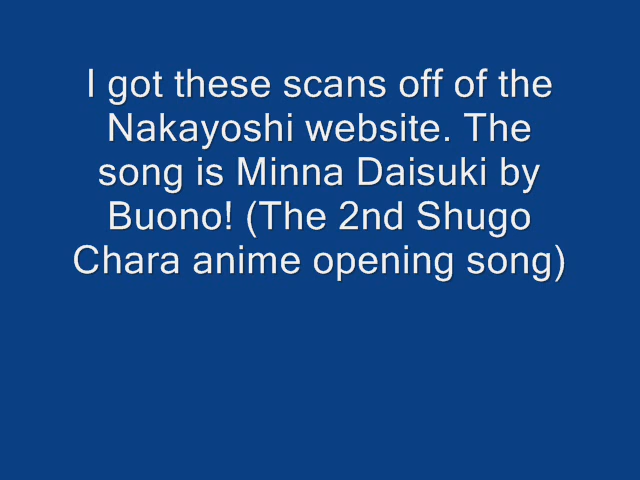 I got these scans off of the
Nakayoshi website. The
song is Minna Daisuki by
Buono! (The 2nd Shugo
Chara anime opening song)